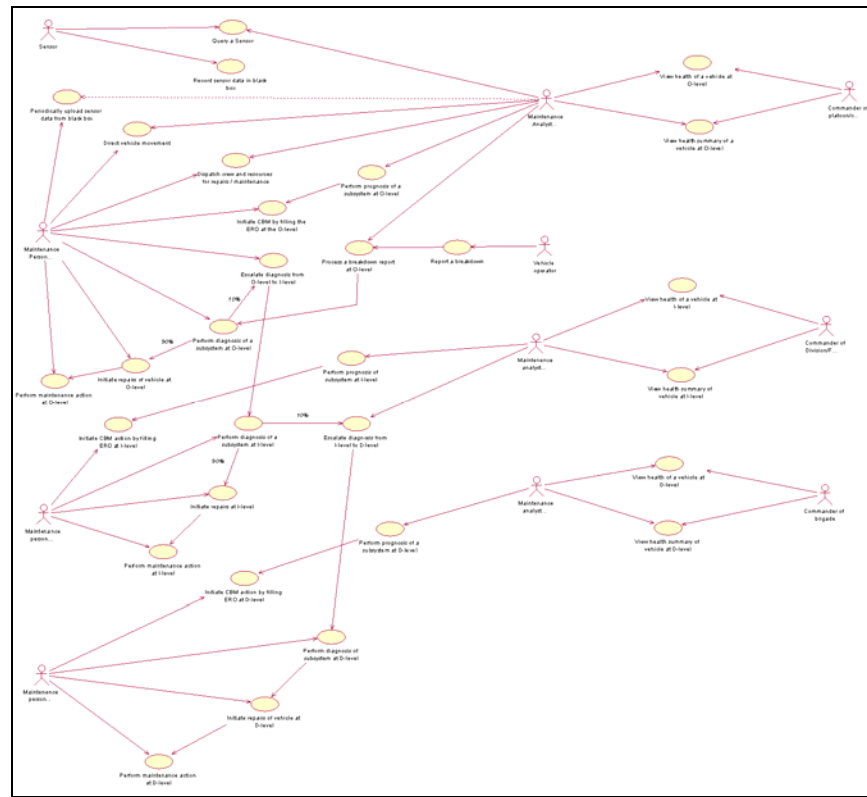 Sensor
Query a Sensor
Record sensor data in black
box
View health of a vehicle at
O-level
Commander of
platoon/c...
Periodically upload sensor
data from black box
Maintenance
Analyst...
Direct vehicle movement
View health summary of a
vehicle at O-level
Dispatch crew and resources
for repairs / maintenance
Perform prognosis of a
subsystem at O-level
Initiate CBM by filling the
ERO at the O-level
Maintenance
Person...
Escalate diagnosis from
O-level to I-level
Process a breakdown report
at O-level
Report a breakdown
Vehicle
operator
10%
View health of a vehicle at
I-level
Perform diagnosis of a
subsystem at O-level
90%
Maintenance
analyst...
Commander of
Division/F...
Initiate repairs of vehicle at
O-level
Perform prognosis of
subsystem at I-level
Perform maintenance action
at O-level
View health summary of
vehicle at I-level
10%
Initiate CBM action by filling
ERO at I-level
Perform diagnosis of a
subsystem at I-level
Escalate diagnosis from
I-level to D-level
90%
View health of a vehicle at
D-level
Initiate repairs at I-level
Maintenance
analyst...
Commander of
brigade
Maintenance
person...
Perform prognosis of a
subsystem at D-level
View health summary of
vehicle at D-level
Perform maintenance action
at I-level
Initiate CBM action by filling
ERO at D-level
Perform diagnosis of
subsystem at D-level
Maintenence
person...
Initiate repairs of vehicle at
D-level
Perform maintenance action
at D-level